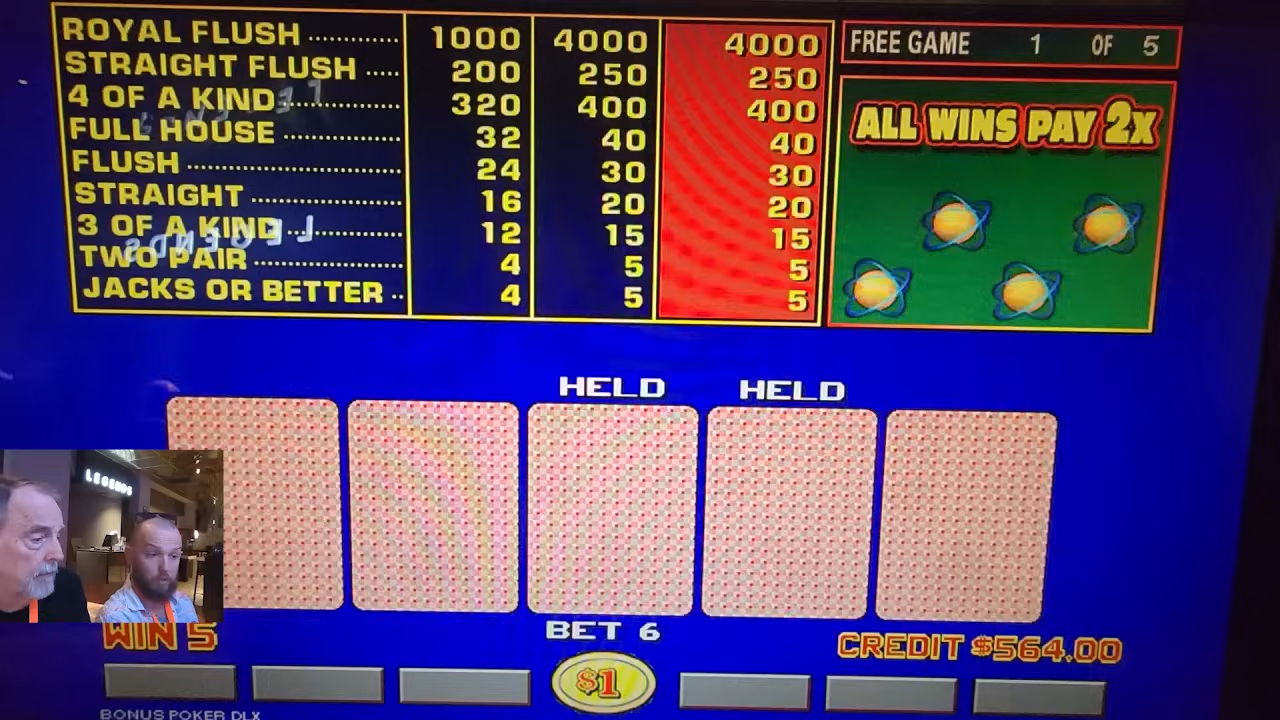 ROYAL FLUSH ............ 1000 4000 4000
STRAIGHT FLUSH ..... 200 250 250
4 OF A KIND ................ 320 400 400
FULL HOUSE ............... 32 40 40
FLUSH ............................ 24 30 30
STRAIGHT .................... 16 20 20
3 OF A KIND ................ 12 15 15
TWO PAIR .................... 4 5 5
JACKS OR BETTER .. 4 5 5
FREE GAME 1 OF 5
ALL WINS PAY 2X
HELD HELD
LEGENDS
WIN 5
BET 6
CREDIT $564.00
$1
BONUS POKER DLX